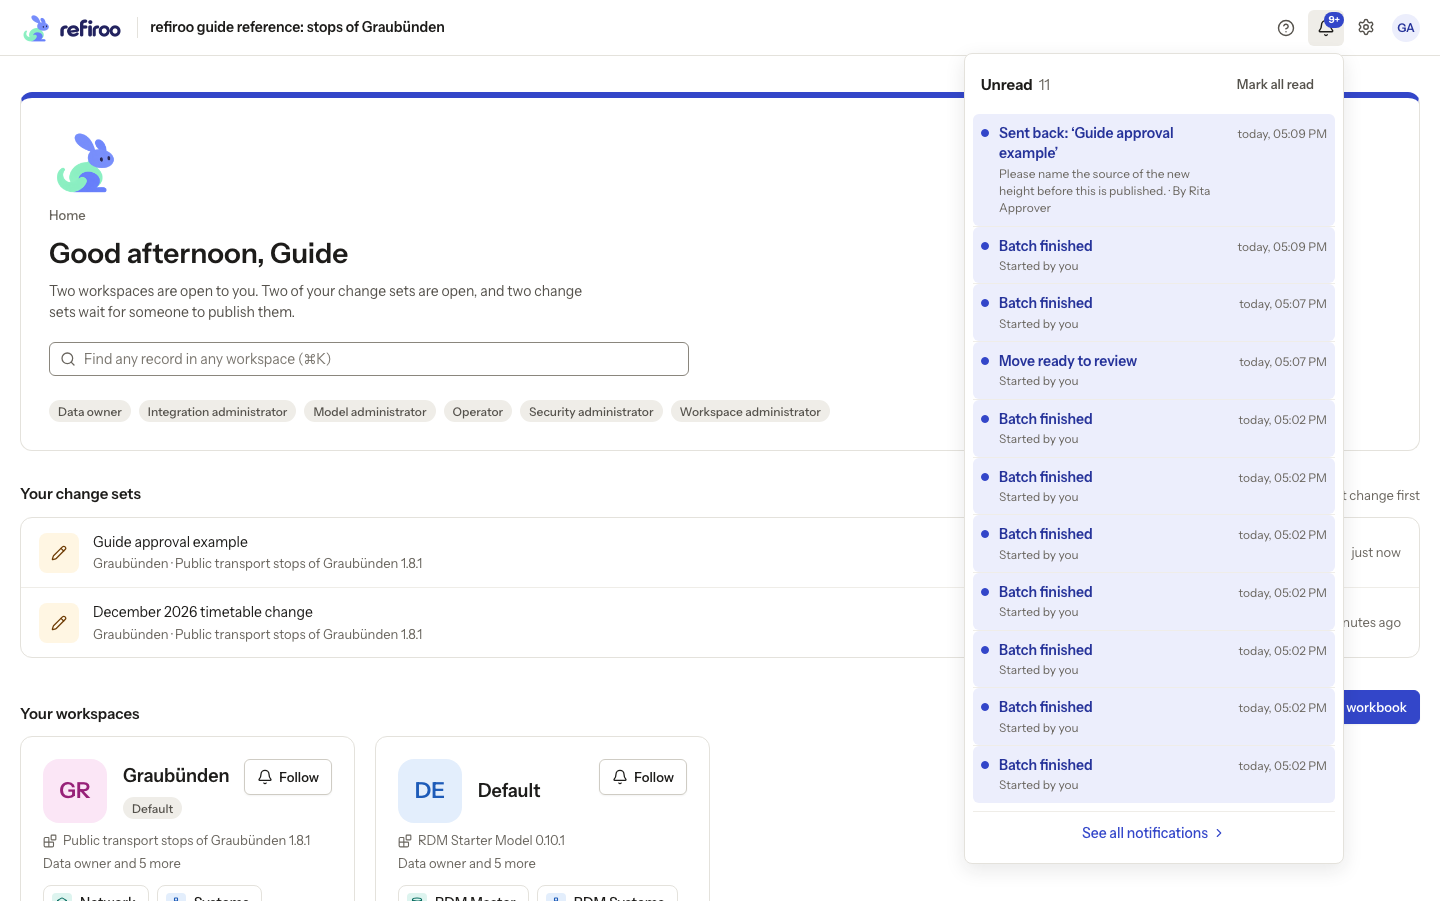 refiroo
refiroo guide reference: stops of Graubünden
9+
GA
Unread 11
Mark all read
Sent back: ‘Guide approval
example’
today, 05:09 PM
Please name the source of the new
height before this is published. · By Rita
Approver
Batch finished
today, 05:09 PM
Started by you
Batch finished
today, 05:07 PM
Started by you
Move ready to review
today, 05:07 PM
Started by you
Batch finished
today, 05:02 PM
Started by you
Batch finished
today, 05:02 PM
Started by you
Batch finished
today, 05:02 PM
Started by you
Batch finished
today, 05:02 PM
Started by you
Batch finished
today, 05:02 PM
Started by you
Batch finished
today, 05:02 PM
Started by you
Batch finished
today, 05:02 PM
Started by you
See all notifications
Home
Good afternoon, Guide
Two workspaces are open to you. Two of your change sets are open, and two change
sets wait for someone to publish them.
Find any record in any workspace (⌘K)
Data owner
Integration administrator
Model administrator
Operator
Security administrator
Workspace administrator
Your change sets
change first
Guide approval example
Graubünden · Public transport stops of Graubünden 1.8.1
just now
December 2026 timetable change
Graubünden · Public transport stops of Graubünden 1.8.1
ago
Your workspaces
workbook
GR
Graubünden
Follow
Default
Public transport stops of Graubünden 1.8.1
Data owner and 5 more
DE
Default
Follow
RDM Starter Model 0.10.1
Data owner and 5 more
Network
Systems
RDM Master
RDM Systems